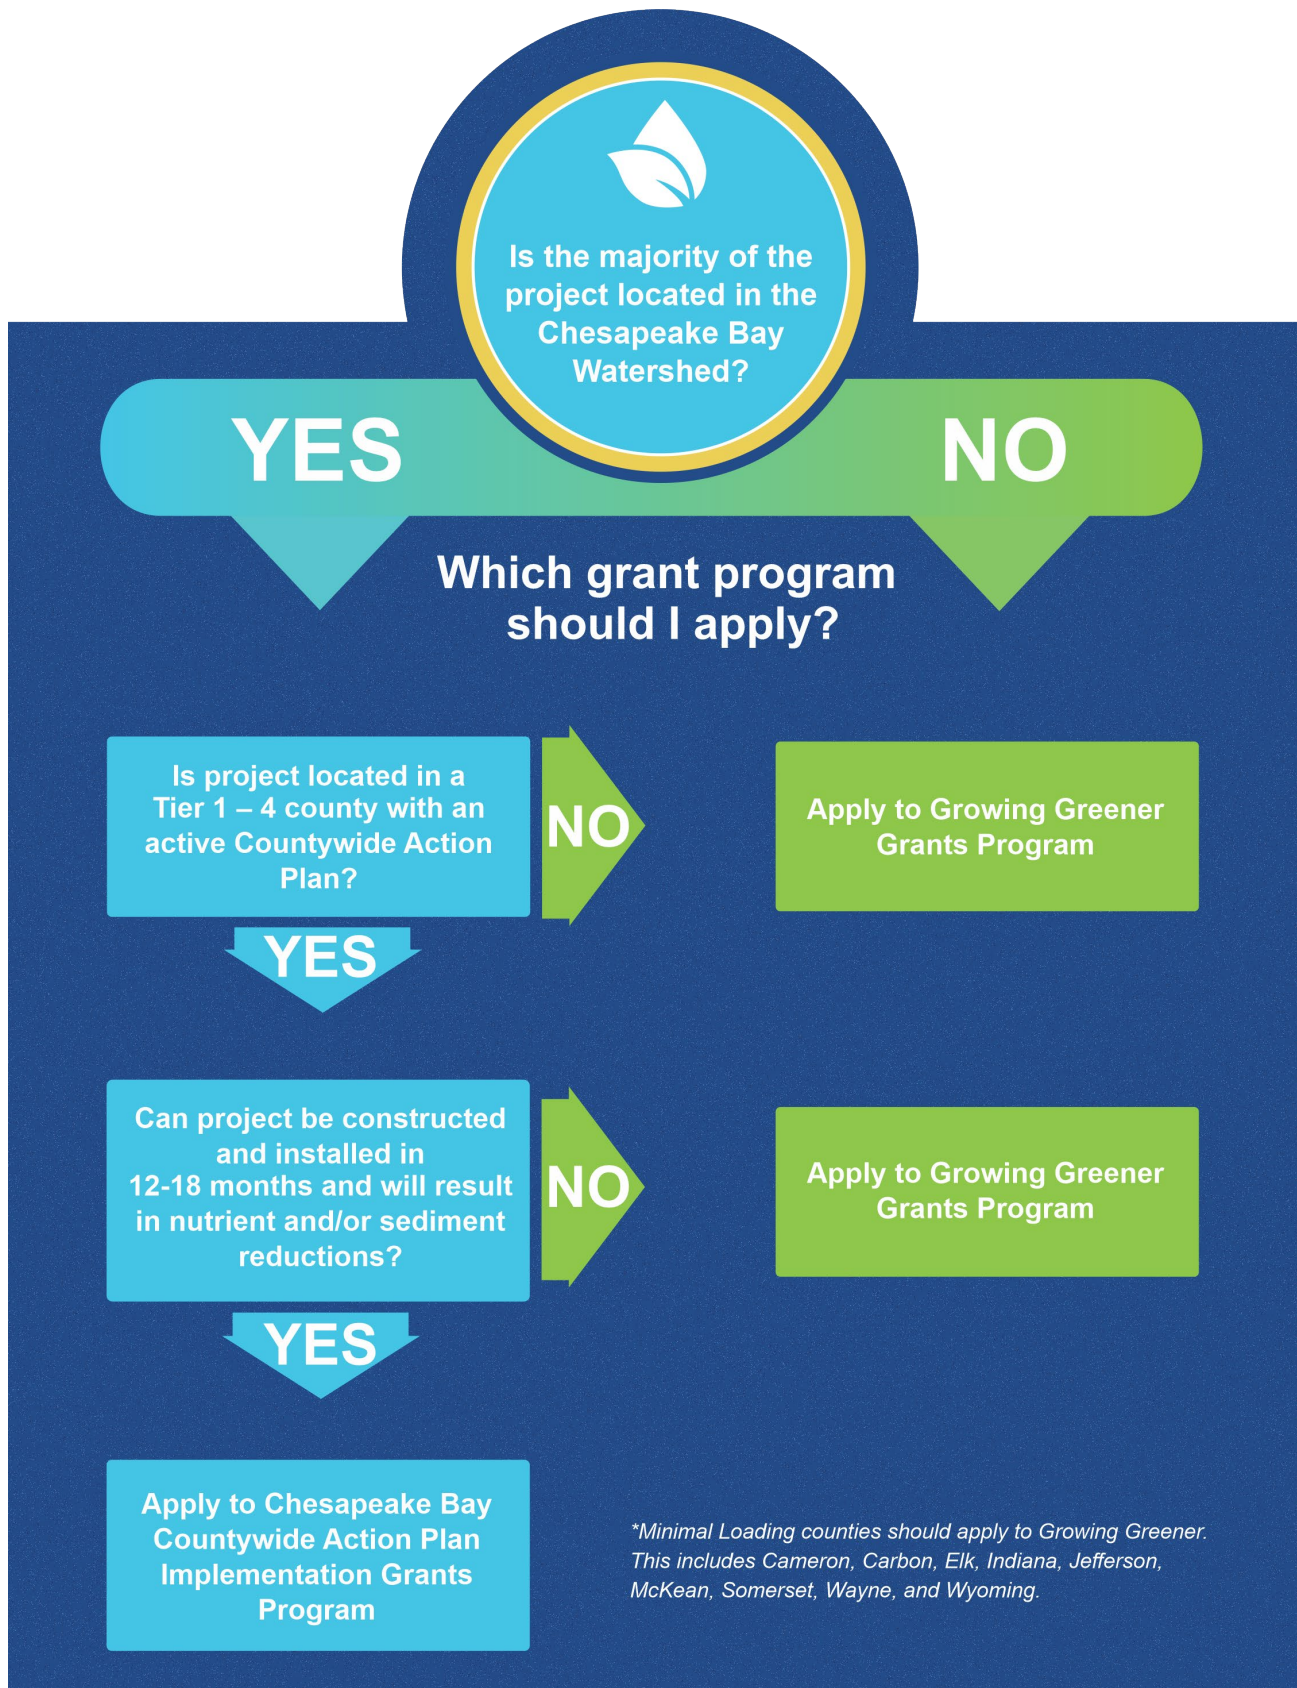 Is the majority of the
project located in the
Chesapeake Bay
Watershed?
YES
NO
Which grant program
should I apply?
Is project located in a
Tier 1 – 4 county with an
active Countywide Action
Plan?
NO
Apply to Growing Greener
Grants Program
YES
Can project be constructed
and installed in
12-18 months and will result
in nutrient and/or sediment
reductions?
NO
Apply to Growing Greener
Grants Program
YES
Apply to Chesapeake Bay
Countywide Action Plan
Implementation Grants
Program
*Minimal Loading counties should apply to Growing Greener.
This includes Cameron, Carbon, Elk, Indiana, Jefferson,
McKean, Somerset, Wayne, and Wyoming.